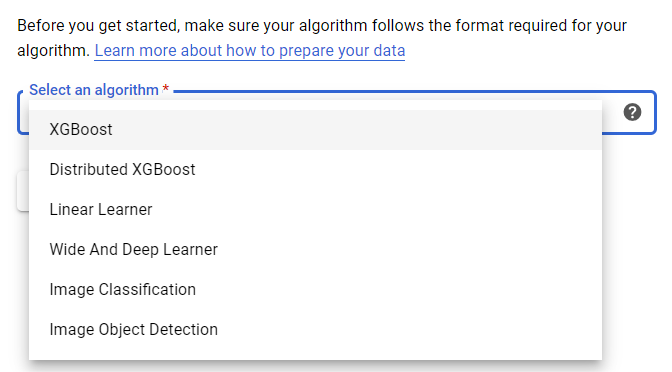 Before you get started, make sure your algorithm follows the format required for your
algorithm. Learn more about how to prepare your data
Select an algorithm *
?
XGBoost
Distributed XGBoost
Linear Learner
Wide And Deep Learner
Image Classification
Image Object Detection